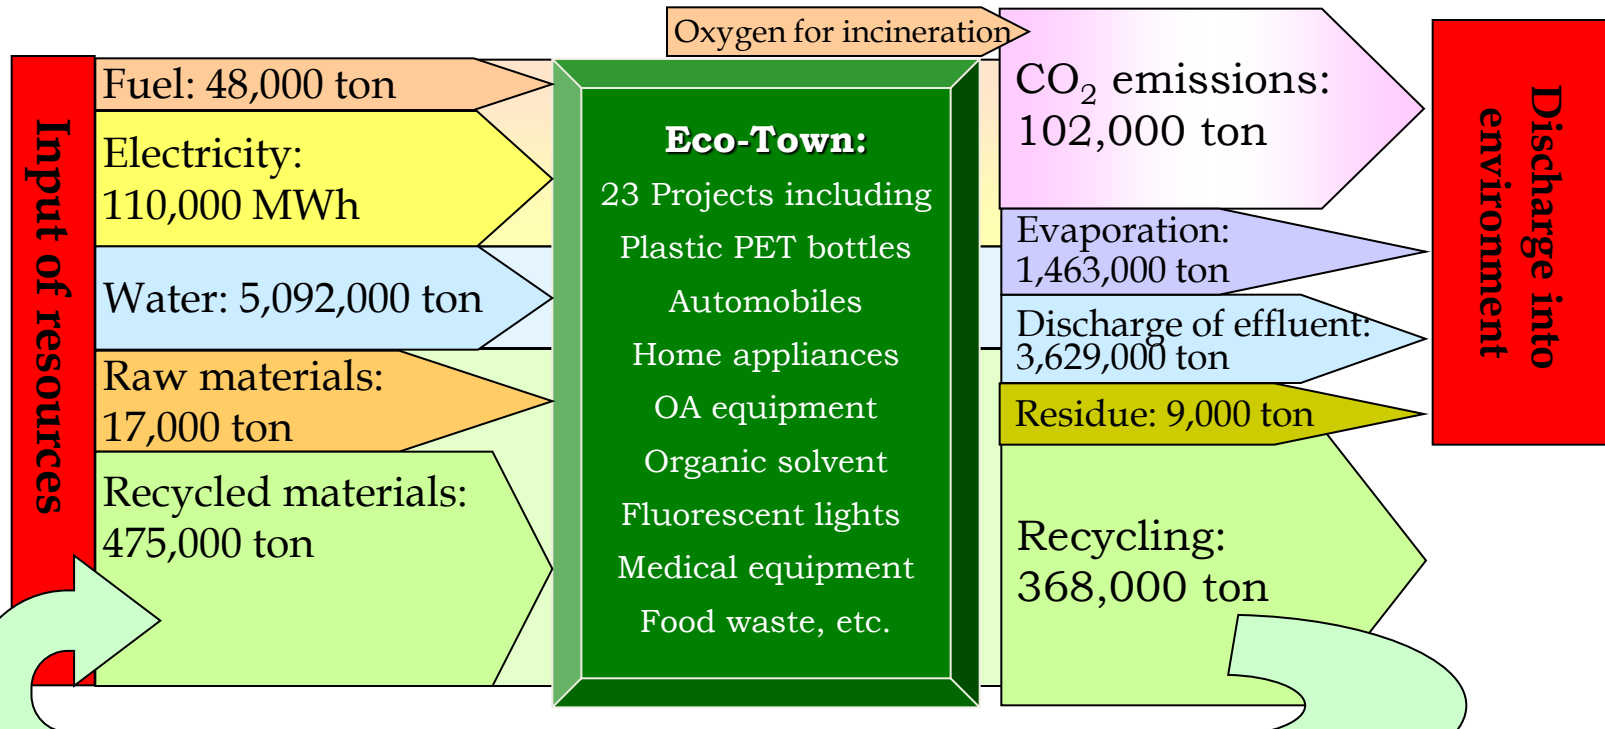 Input of resources
Fuel: 48,000 ton
Electricity:
110,000 MWh
Water: 5,092,000 ton
Raw materials:
17,000 ton
Recycled materials:
475,000 ton
Eco-Town:
23 Projects including
Plastic PET bottles
Automobiles
Home appliances
OA equipment
Organic solvent
Fluorescent lights
Medical equipment
Food waste, etc.
Oxygen for incineration
CO₂ emissions:
102,000 ton
Evaporation:
1,463,000 ton
Discharge of effluent:
3,629,000 ton
Residue: 9,000 ton
Recycling:
368,000 ton
Discharge into
environment